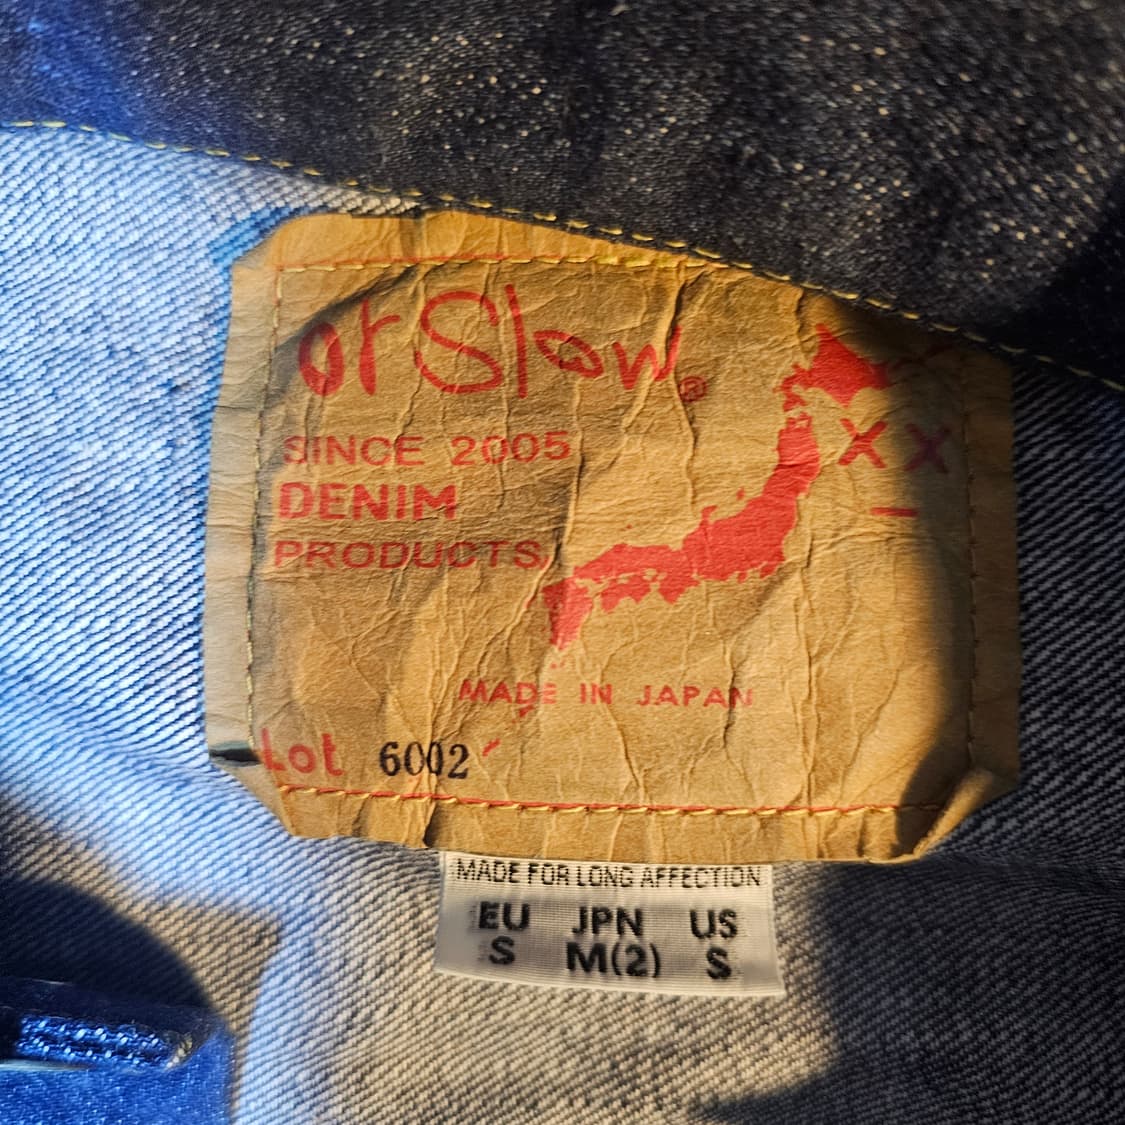 orSlow®
SINCE 2005
DENIM
PRODUCTS
XX
MADE IN JAPAN
Lot 6002
MADE FOR LONG AFFECTION
EU JPN US
S M(2) S